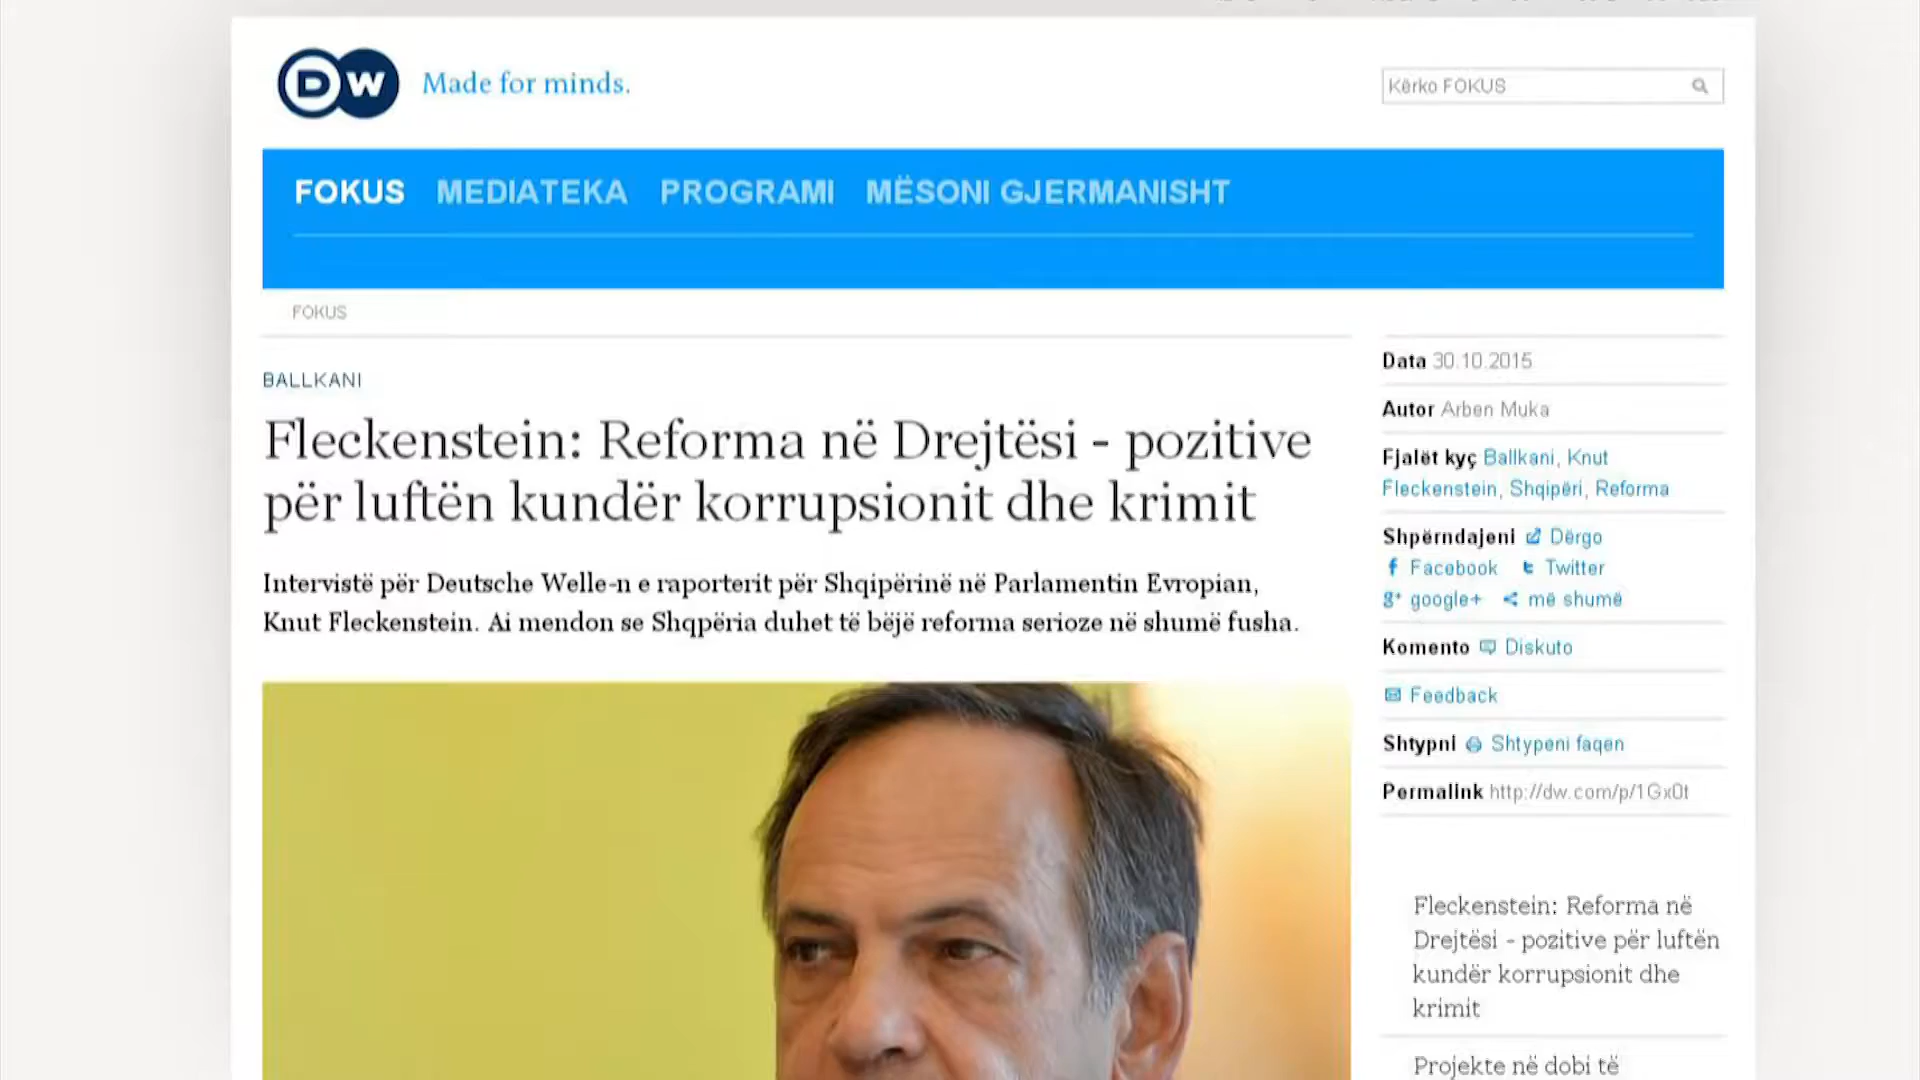 DW Made for minds.
Kërko FOKUS
FOKUS MEDIATEKA PROGRAMI MËSONI GJERMANISHT
FOKUS
BALLKANI
Fleckenstein: Reforma në Drejtësi - pozitive
për luftën kundër korrupsionit dhe krimit
Intervistë për Deutsche Welle-n e raporterit për Shqipërinë në Parlamentin Evropian,
Knut Fleckenstein. Ai mendon se Shqpëria duhet të bëjë reforma serioze në shumë fusha.
Data 30.10.2015
Autor Arben Muka
Fjalët kyç Ballkani, Knut
Fleckenstein, Shqipëri, Reforma
Shpërndajeni Dërgo
Facebook Twitter
google+ më shumë
Komento Diskuto
Feedback
Shtypni Shtypeni faqen
Permalink http://dw.com/p/1Gx0t
Fleckenstein: Reforma në
Drejtësi - pozitive për luftën
kundër korrupsionit dhe
krimit
Projekte në dobi të